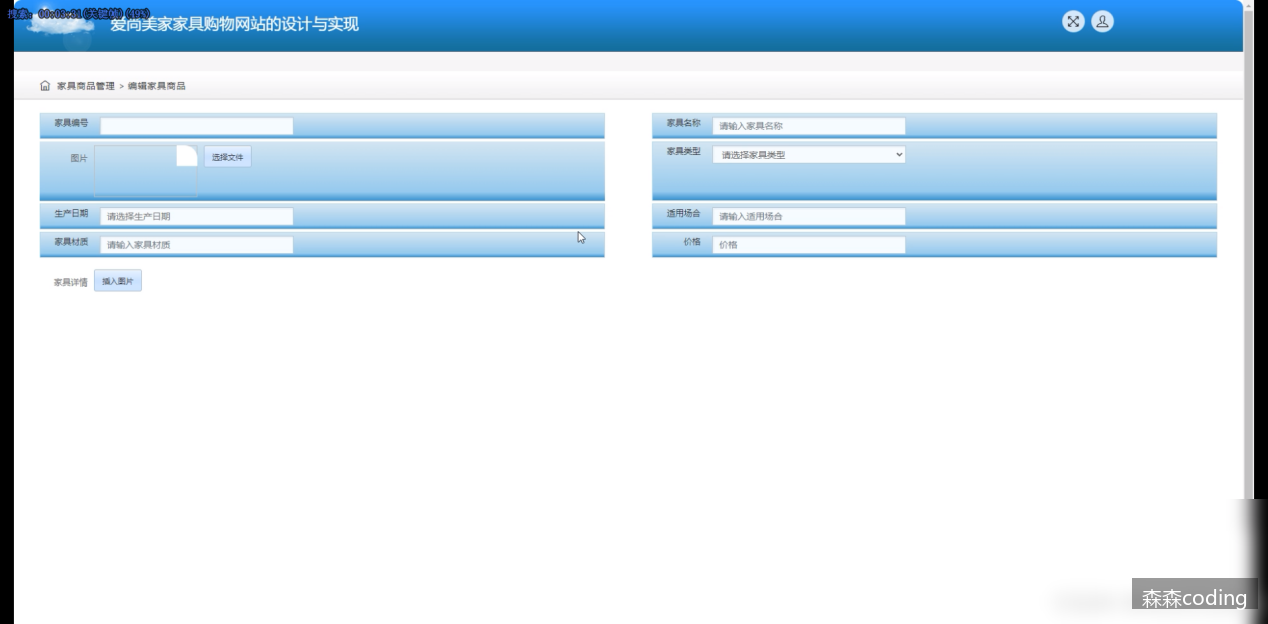 搜索: 00:03:31(关键帧) (49%)
爱尚美家家具购物网站的设计与实现
家具商品管理 > 编辑家具商品
家具编号
家具名称 请输入家具名称
图片 选择文件
家具类型 请选择家具类型
生产日期 请选择生产日期
适用场合 请输入适用场合
家具材质 请输入家具材质
价格 价格
家具详情 插入图片
森森coding